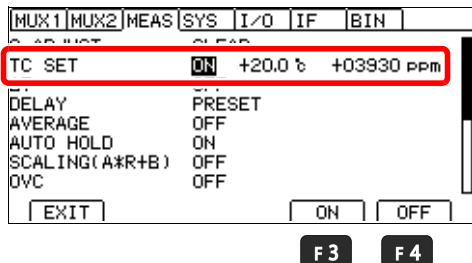 MUX1 MUX2 MEAS SYS I/O IF BIN
TC SET ON +20.0 ℃ +03930 ppm
DELAY PRESET
AVERAGE OFF
AUTO HOLD ON
SCALING(A*R+B) OFF
OVC OFF
EXIT ON OFF
F3 F4